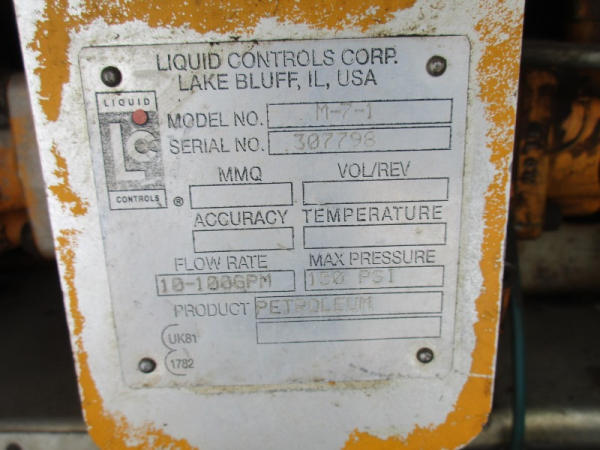 LIQUID CONTROLS CORP.
LAKE BLUFF, IL, USA
LIQUID
LC
CONTROLS
®
MODEL NO. M-7-1
SERIAL NO. 307798
MMQ VOL/REV
ACCURACY TEMPERATURE
FLOW RATE MAX PRESSURE
10-100GPM 150 PSI
PRODUCT PETROLEUM
UK81
1782